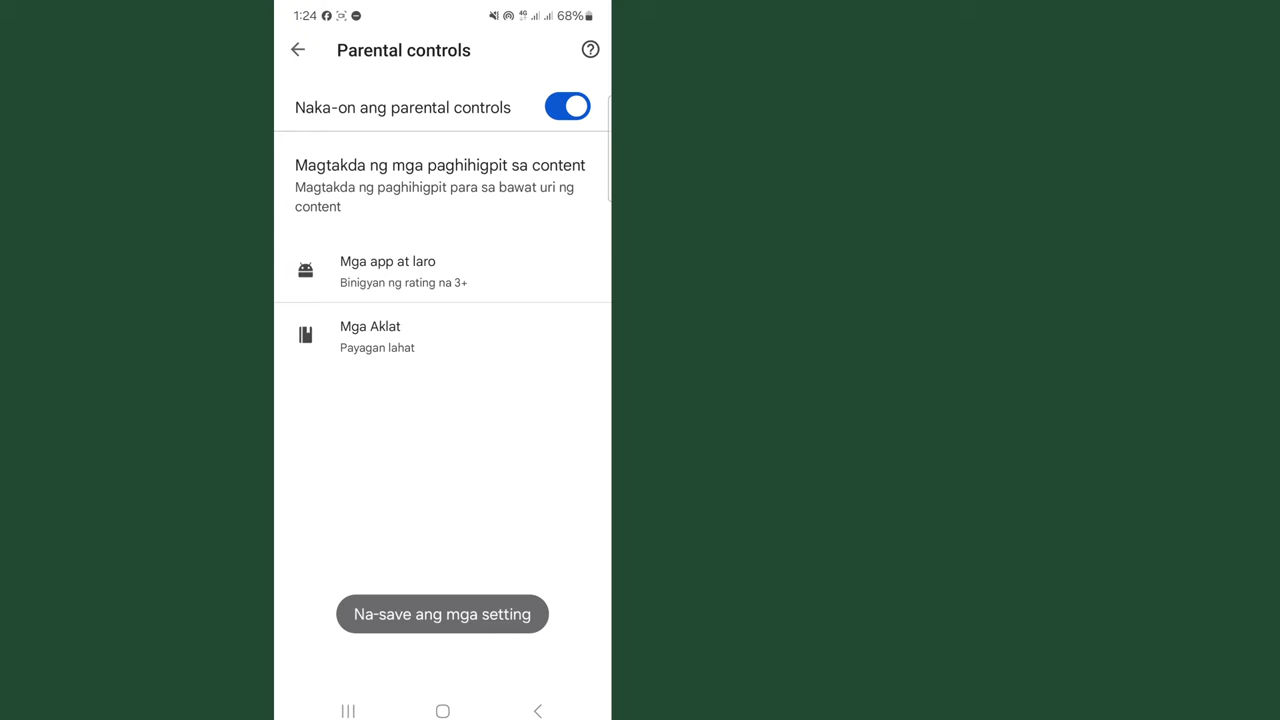 1:24
4G
68%
Parental controls
Naka-on ang parental controls
Magtakda ng mga paghihigpit sa content
Magtakda ng paghihigpit para sa bawat uri ng
content
Mga app at laro
Binigyan ng rating na 3+
Mga Aklat
Payagan lahat
Na-save ang mga setting